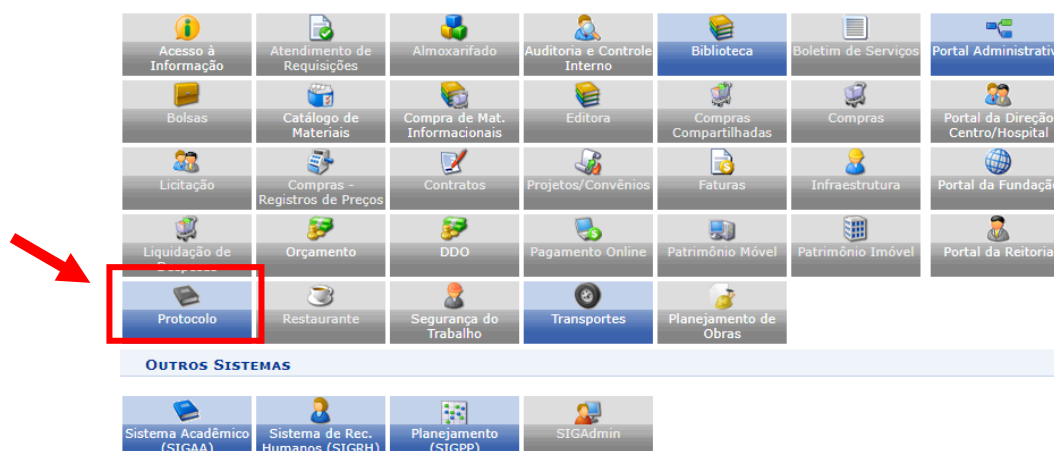 Acesso à
Informação
Atendimento de
Requisições
Almoxarifado
Auditoria e Controle
Interno
Biblioteca
Boletim de Serviços
Portal Administrativ
Bolsas
Catálogo de
Materiais
Compra de Mat.
Informacionais
Editora
Compras
Compartilhadas
Compras
Portal da Direção
Centro/Hospital
Licitação
Compras -
Registros de Preços
Contratos
Projetos/Convênios
Faturas
Infraestrutura
Portal da Fundaçã
Liquidação de
Orçamento
DDO
Pagamento Online
Patrimônio Móvel
Patrimônio Imóvel
Portal da Reitoria
Protocolo
Restaurante
Segurança do
Trabalho
Transportes
Planejamento de
Obras
OUTROS SISTEMAS
Sistema Acadêmico
(SIGAA)
Sistema de Rec.
Humanos (SIGRH)
Planejamento
(SIGPP)
SIGAdmin